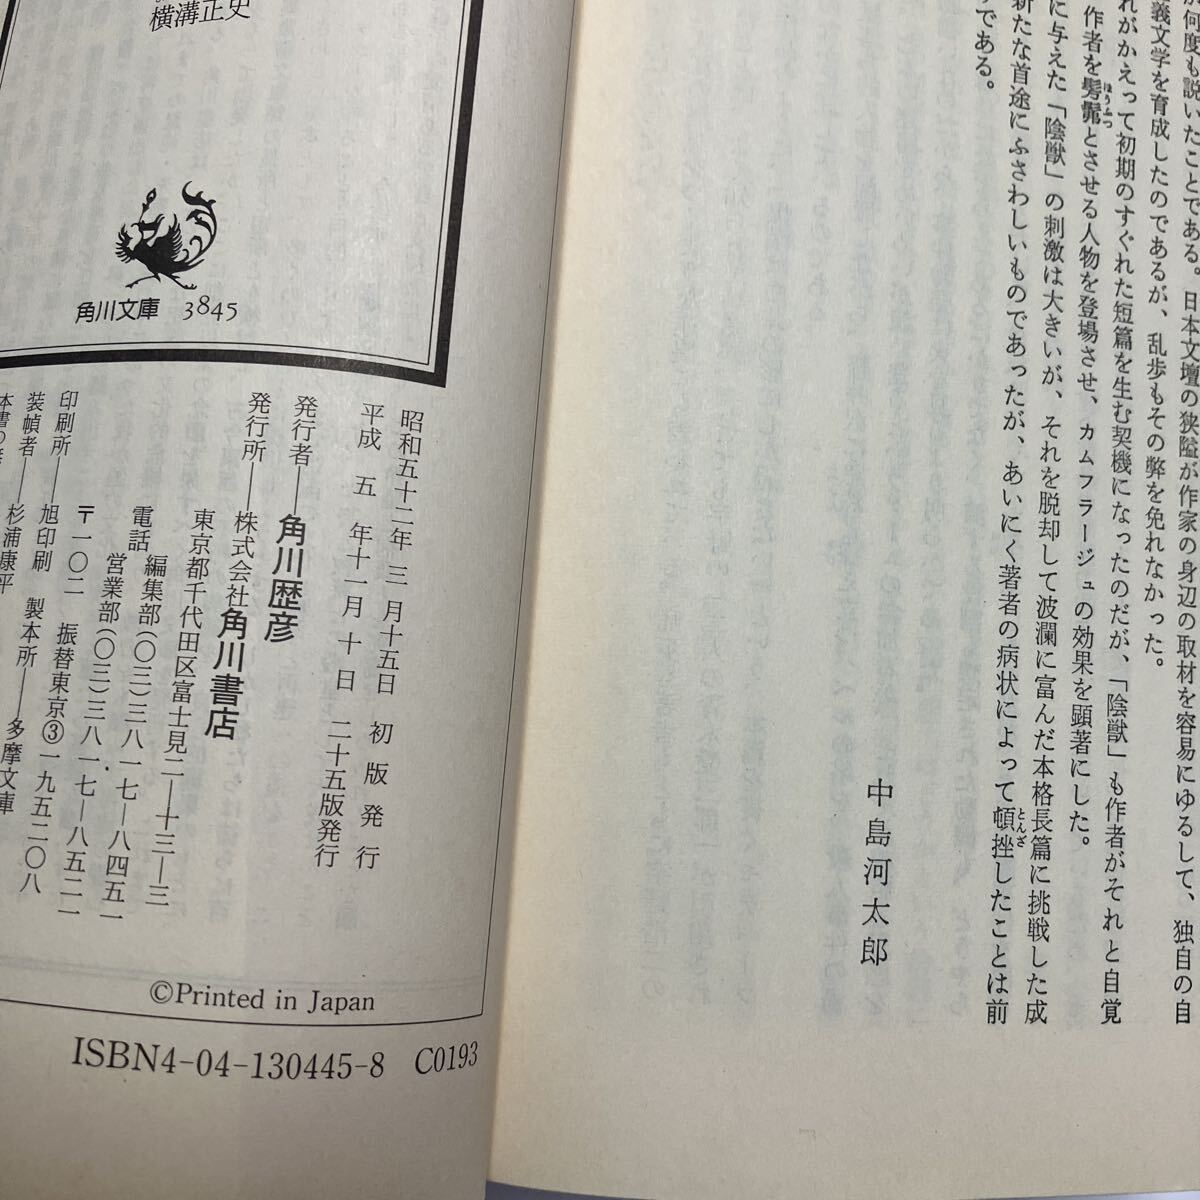 が何度も説いたことである。日本文壇の狭隘が作家の身辺の取材を容易にゆるして、独自の自
義文学を育成したのであるが、乱歩もその弊を免れなかった。
れがかえって初期のすぐれた短篇を生む契機になったのだが、「陰獣」も作者がそれと自覚
作者を髣髴とさせる人物を登場させ、カムフラージュの効果を顕著にした。
ほうふつ
に与えた「陰獣」の刺激は大きいが、それを脱却して波瀾に富んだ本格長篇に挑戦した成
新たな首途にふさわしいものであったが、あいにく著者の病状によって頓挫したことは前
とんざ
である。
中島河太郎
横溝正史
角川文庫 3845
昭和五十二年 三月十五日 初版発行
平成 五 年十一月 十 日 二十五版発行
発行者――角川歴彦
発行所――株式会社角川書店
東京都千代田区富士見二―十三―三
電話 編集部(〇三)三八一七―八四五一
営業部(〇三)三八一七―八五二一
〒一〇二 振替東京③一九五二〇八
印刷所――旭印刷 製本所――多摩文庫
装幀者――杉浦康平
©Printed in Japan
ISBN4-04-130445-8 C0193